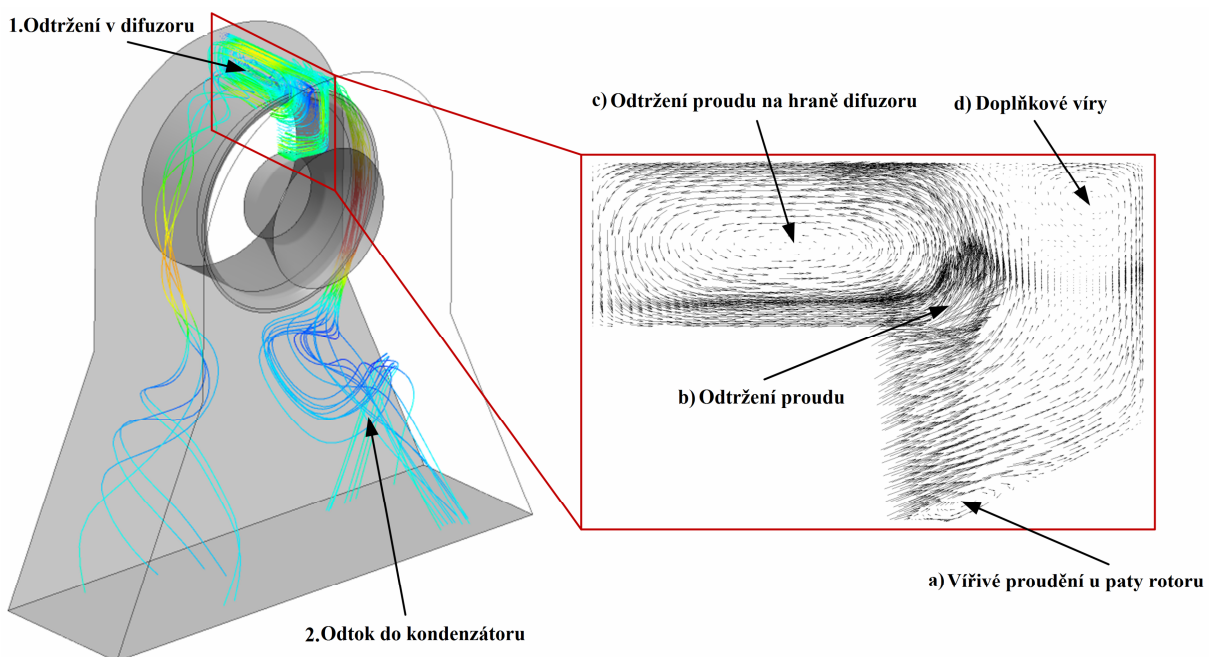 1.Odtržení v difuzoru
c) Odtržení proudu na hraně difuzoru
d) Doplňkové víry
b) Odtržení proudu
a) Vířivé proudění u paty rotoru
2.Odtok do kondenzátoru